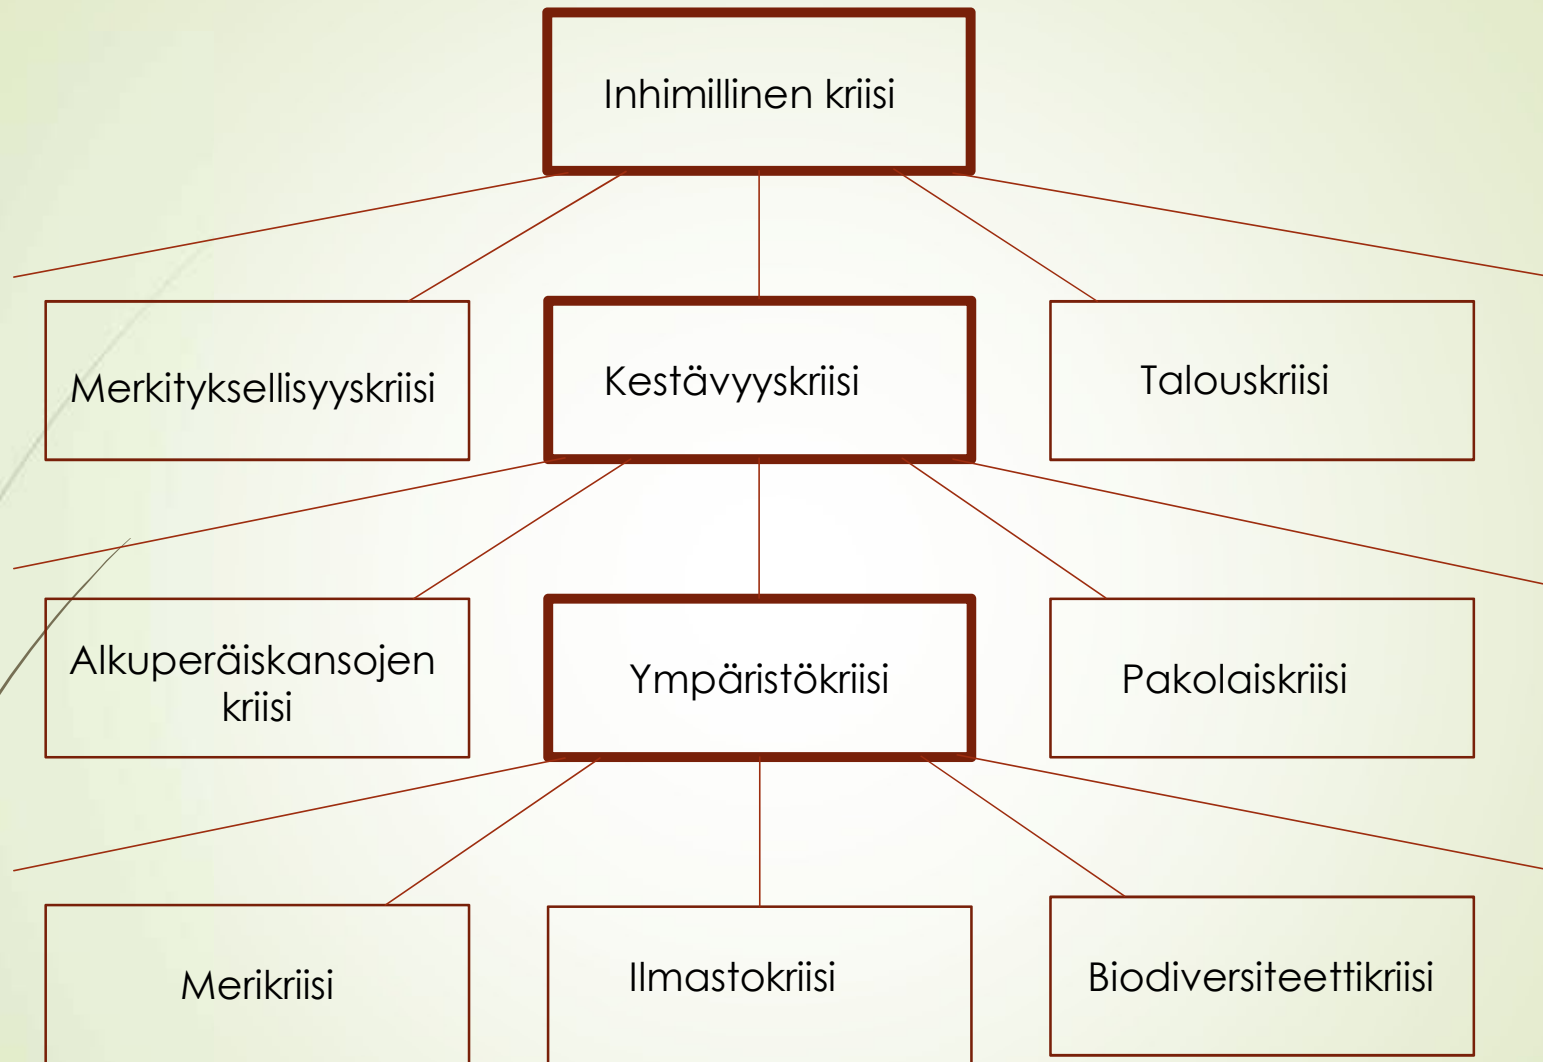 Inhimillinen kriisi
Merkityksellisyyskriisi
Kestävyyskriisi
Talouskriisi
Alkuperäiskansojen
kriisi
Ympäristökriisi
Pakolaiskriisi
Merikriisi
Ilmastokriisi
Biodiversiteettikriisi